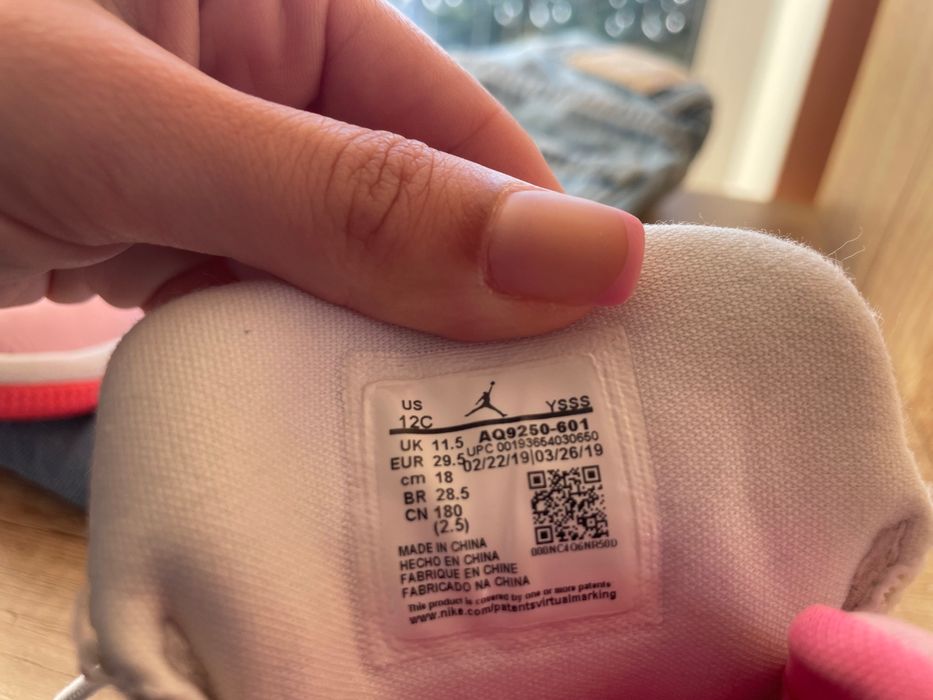 US YSSS
12C AQ9250-601
UK 11.5 UPC 00193654030650
EUR 29.5 02/22/19|03/26/19
cm 18
BR 28.5
CN 180
(2.5)
000NC4Q6NR50D
MADE IN CHINA
HECHO EN CHINA
FABRIQUE EN CHINE
FABRICADO NA CHINA
This product is covered by one or more patents
www.nike.com/patentsvirtualmarking